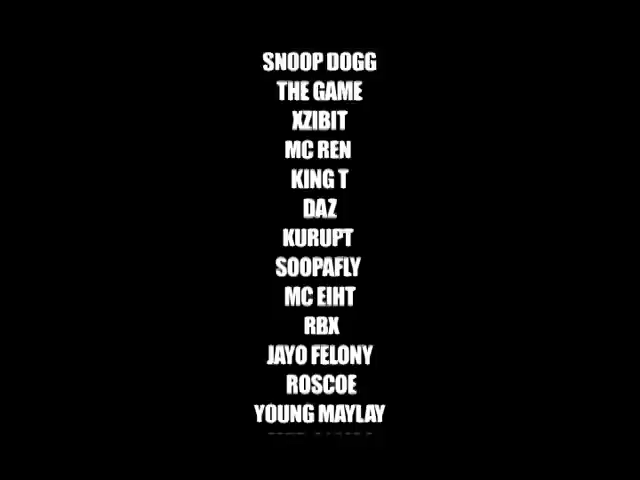 SNOOP DOGG
THE GAME
XZIBIT
MC REN
KING T
DAZ
KURUPT
SOOPAFLY
MC EIHT
RBX
JAYO FELONY
ROSCOE
YOUNG MAYLAY